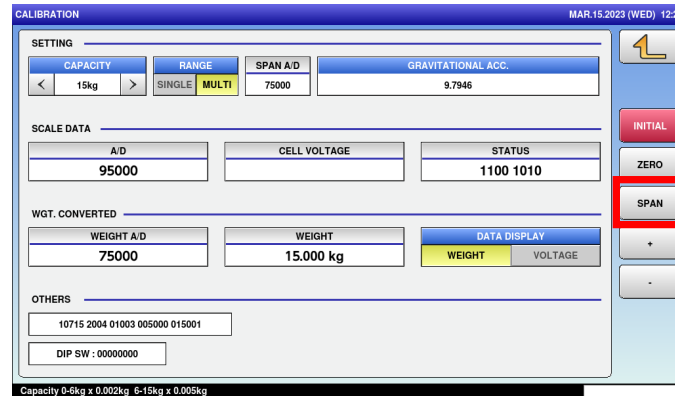 CALIBRATION MAR.15.2023 (WED) 12:2
SETTING
CAPACITY RANGE SPAN A/D GRAVITATIONAL ACC.
< 15kg > SINGLE MULTI 75000 9.7946
SCALE DATA
INITIAL
A/D CELL VOLTAGE STATUS
95000 1100 1010
ZERO
SPAN
WGT. CONVERTED
WEIGHT A/D WEIGHT DATA DISPLAY
75000 15.000 kg WEIGHT VOLTAGE
+
-
OTHERS
10715 2004 01003 005000 015001
DIP SW : 00000000
Capacity 0-6kg x 0.002kg 6-15kg x 0.005kg